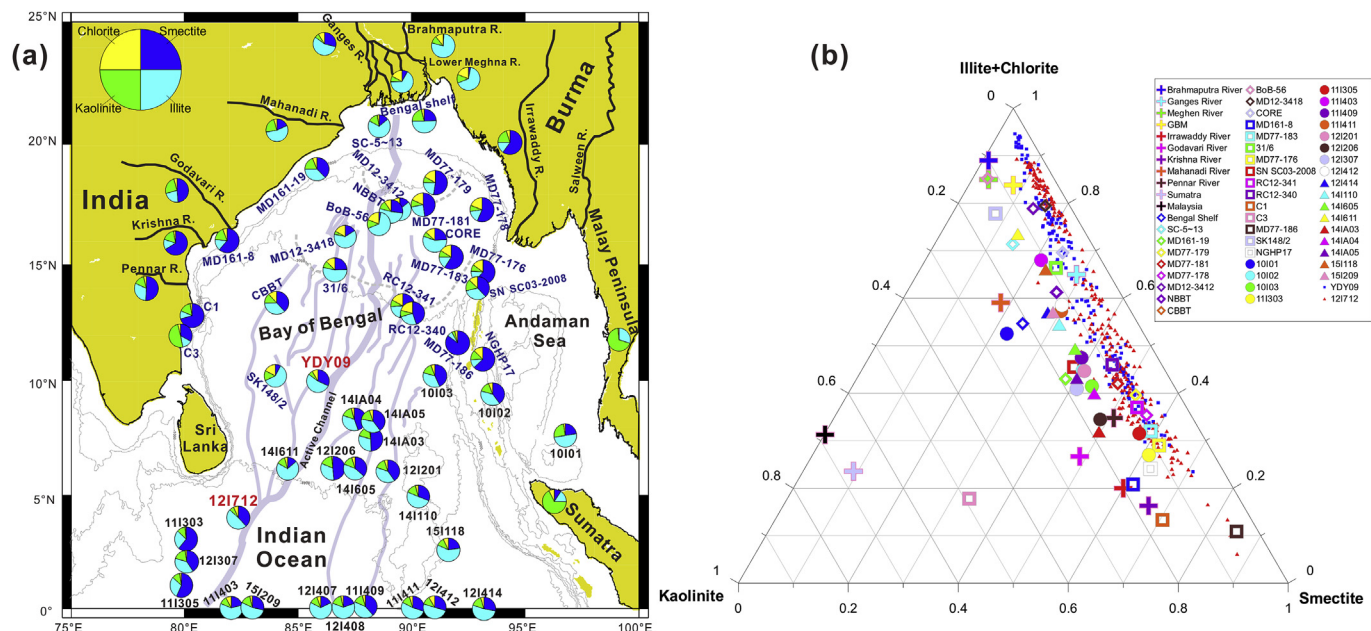 (a)
25°N
20°
15°N
10°N
5°N
0°
75°E
80°E
85°E
90°E
95°E
100°E
Chlorite
Smectite
Kaolinite
Illite
Ganges R.
Brahmaputra R.
Lower Meghna R.
Mahanadi R.
Godavari R.
Krishna R.
Pennar R.
Irrawaddy R.
Salween R.
Burma
India
Malay Peninsula
Bengal shelf
SC-5~13
MD161-19
MD12-3412
MD77-179
MD77-178
NBBT
BoB-56
MD77-181
CORE
MD161-8
MD12-3418
MD77-183
MD77-176
31/6
CBBT
SN SC03-2008
RC12-341
RC12-340
C1
C3
Bay of Bengal
Andaman
Sea
MD77-186
NGHP17
YDY09
SK148/2
10I03
10I02
14IA04
14IA05
14IA03
Active Channel
Sri
Lanka
14I611
12I206
14I605
12I201
10I01
12I712
14I110
Sumatra
11I303
Indian
Ocean
15I118
12I307
11I305
11I403
15I209
12I407
12I408
11I409
11I411
12I412
12I414
(b)
Illite+Chlorite
0
1
0.2
0.8
0.4
0.6
0.6
0.4
0.8
0.2
1
0
Kaolinite
Smectite
0
0.2
0.4
0.6
0.8
1
Brahmaputra River
Ganges River
Meghen River
GBM
Irrawaddy River
Godavari River
Krishna River
Mahanadi River
Pennar River
Sumatra
Malaysia
Bengal Shelf
SC-5~13
MD161-19
MD77-179
MD77-181
MD77-178
MD12-3412
NBBT
CBBT
BoB-56
MD12-3418
CORE
MD161-8
MD77-183
31/6
MD77-176
SN SC03-2008
RC12-341
RC12-340
C1
C3
MD77-186
SK148/2
NGHP17
10I01
10I02
10I03
11I303
11I305
11I403
11I409
11I411
12I201
12I206
12I307
12I412
12I414
14I110
14I605
14I611
14IA03
14IA04
14IA05
15I118
15I209
YDY09
12I712